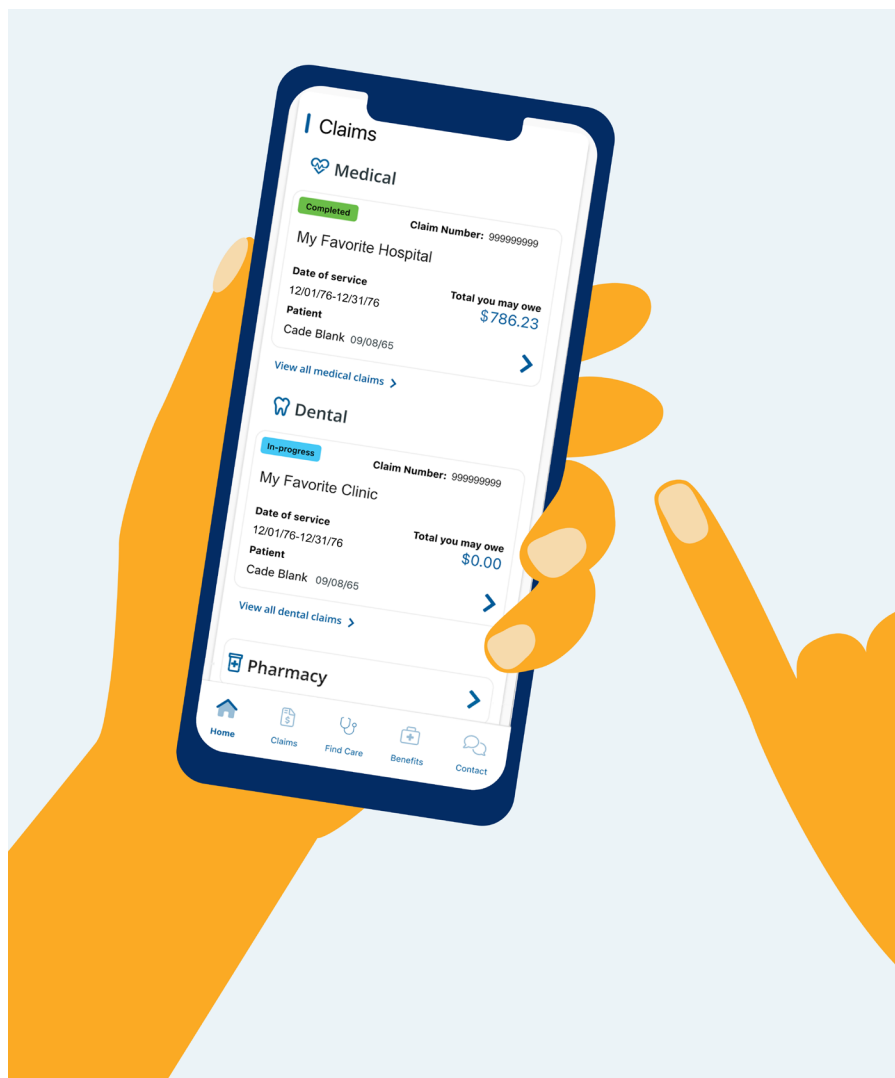 Claims
Medical
Completed
Claim Number: 999999999
My Favorite Hospital
Date of service
12/01/76-12/31/76
Total you may owe
$786.23
Patient
Cade Blank 09/08/65
View all medical claims
Dental
In-progress
Claim Number: 999999999
My Favorite Clinic
Date of service
12/01/76-12/31/76
Total you may owe
$0.00
Patient
Cade Blank 09/08/65
View all dental claims
Pharmacy
Home Claims Find Care Benefits Contact